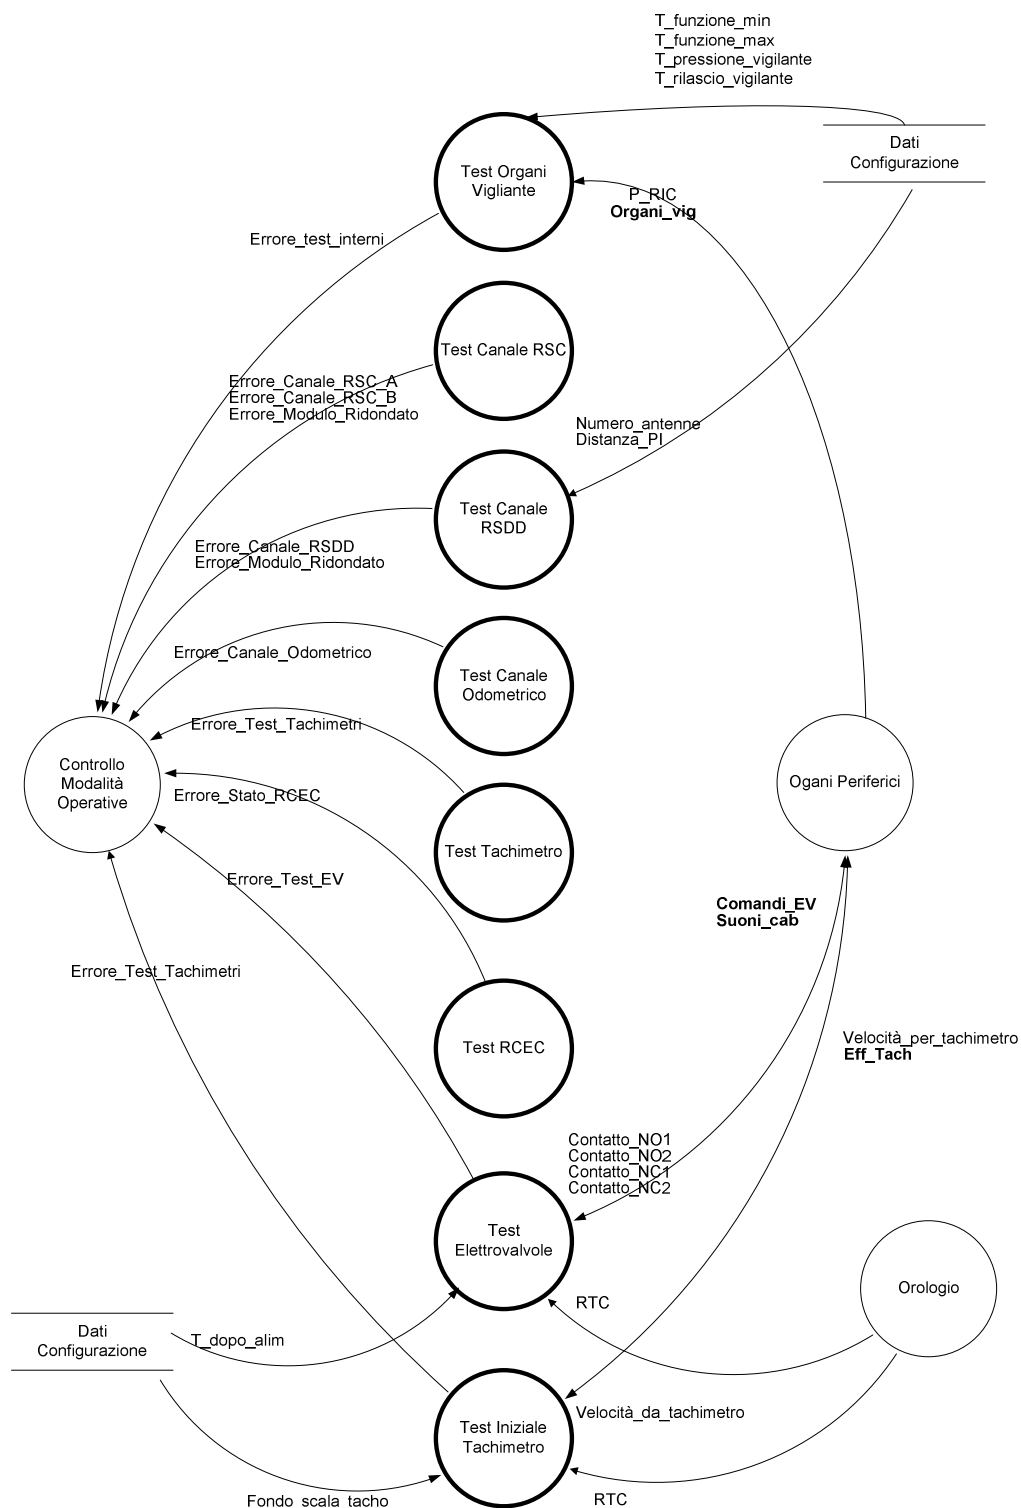 T_funzione_min
T_funzione_max
T_pressione_vigilante
T_rilascio_vigilante
Dati
Configurazione
Test Organi
Vigliante
P_RIC
Organi_vig
Errore_test_interni
Test Canale RSC
Errore_Canale_RSC_A
Errore_Canale_RSC_B
Errore_Modulo_Ridondato
Numero_antenne
Distanza_PI
Test Canale
RSDD
Errore_Canale_RSDD
Errore_Modulo_Ridondato
Errore_Canale_Odometrico
Test Canale
Odometrico
Errore_Test_Tachimetri
Controllo
Modalità
Operative
Ogani Periferici
Errore_Stato_RCEC
Test Tachimetro
Errore_Test_EV
Comandi_EV
Suoni_cab
Errore_Test_Tachimetri
Test RCEC
Velocità_per_tachimetro
Eff_Tach
Contatto_NO1
Contatto_NO2
Contatto_NC1
Contatto_NC2
Test
Elettrovalvole
Orologio
RTC
Dati
Configurazione
T_dopo_alim
Velocità_da_tachimetro
Test Iniziale
Tachimetro
Fondo_scala_tacho
RTC